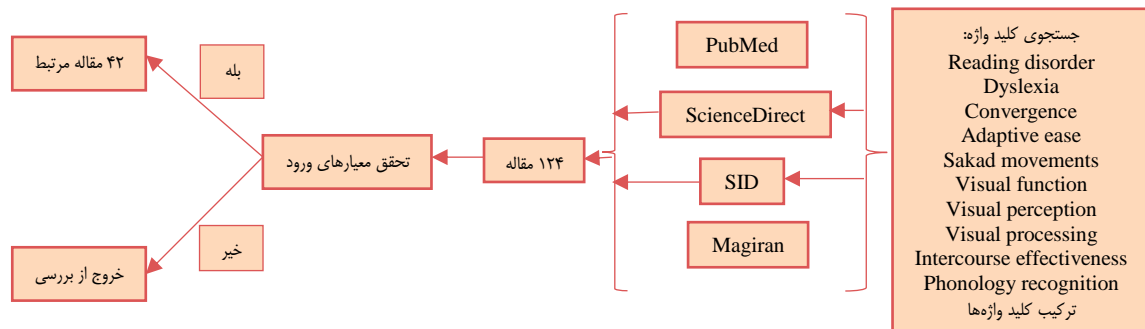 جستجوی کلید واژه:
Reading disorder
Dyslexia
Convergence
Adaptive ease
Sakad movements
Visual function
Visual perception
Visual processing
Intercourse effectiveness
Phonology recognition
ترکیب کلید واژه‌ها
PubMed
ScienceDirect
SID
Magiran
۱۲۴ مقاله
تحقق معیارهای ورود
بله
۴۲ مقاله مرتبط
خیر
خروج از بررسی